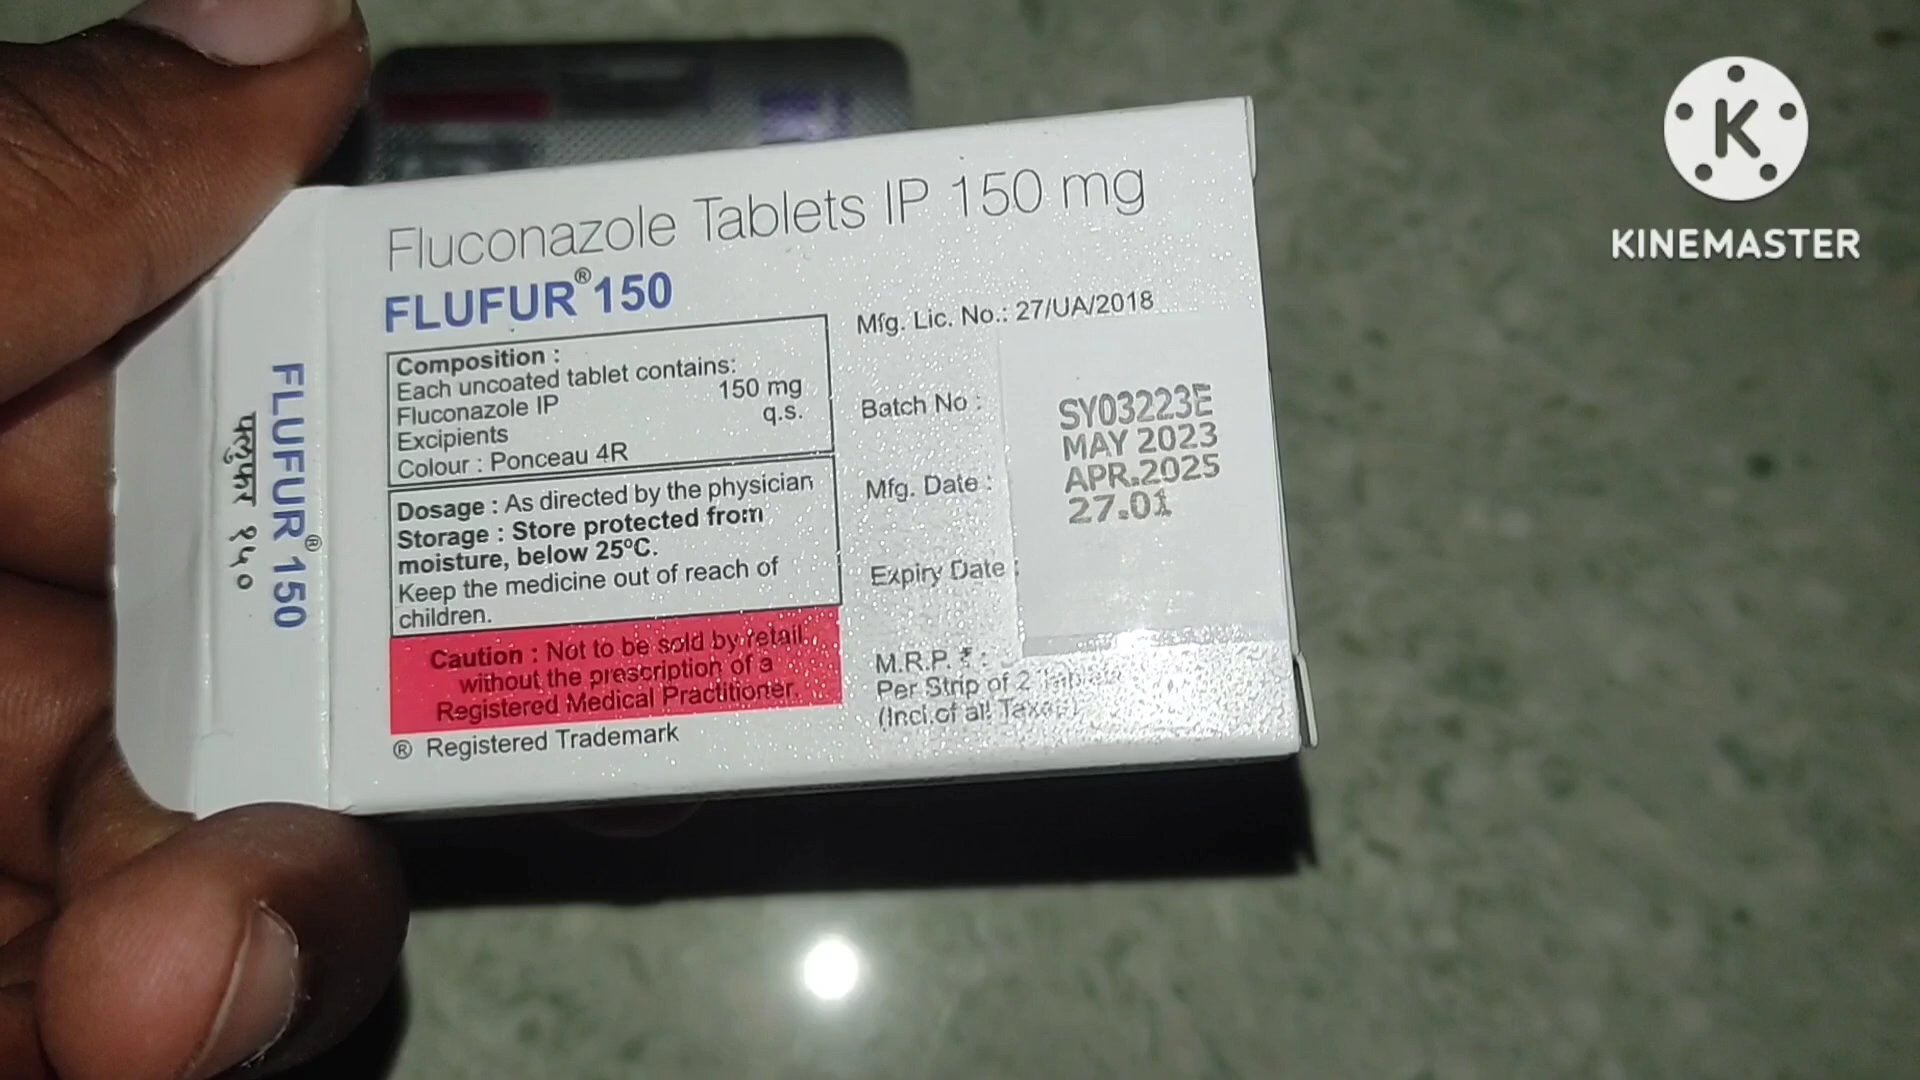 Fluconazole Tablets IP 150 mg
FLUFUR® 150
Composition :
Each uncoated tablet contains:
Fluconazole IP 150 mg
Excipients q.s.
Colour : Ponceau 4R
Dosage : As directed by the physician
Storage : Store protected from
moisture, below 25°C.
Keep the medicine out of reach of
children.
Caution : Not to be sold by retail
without the prescription of a
Registered Medical Practitioner.
® Registered Trademark
Mfg. Lic. No.: 27/UA/2018
Batch No :
Mfg. Date :
Expiry Date :
M.R.P. ₹ :
Per Strip of 2 Tablets
(Incl.of all Taxes)
SY03223E
MAY 2023
APR.2025
27.01
FLUFUR® 150
फ्लुफर १५०
K
KINEMASTER